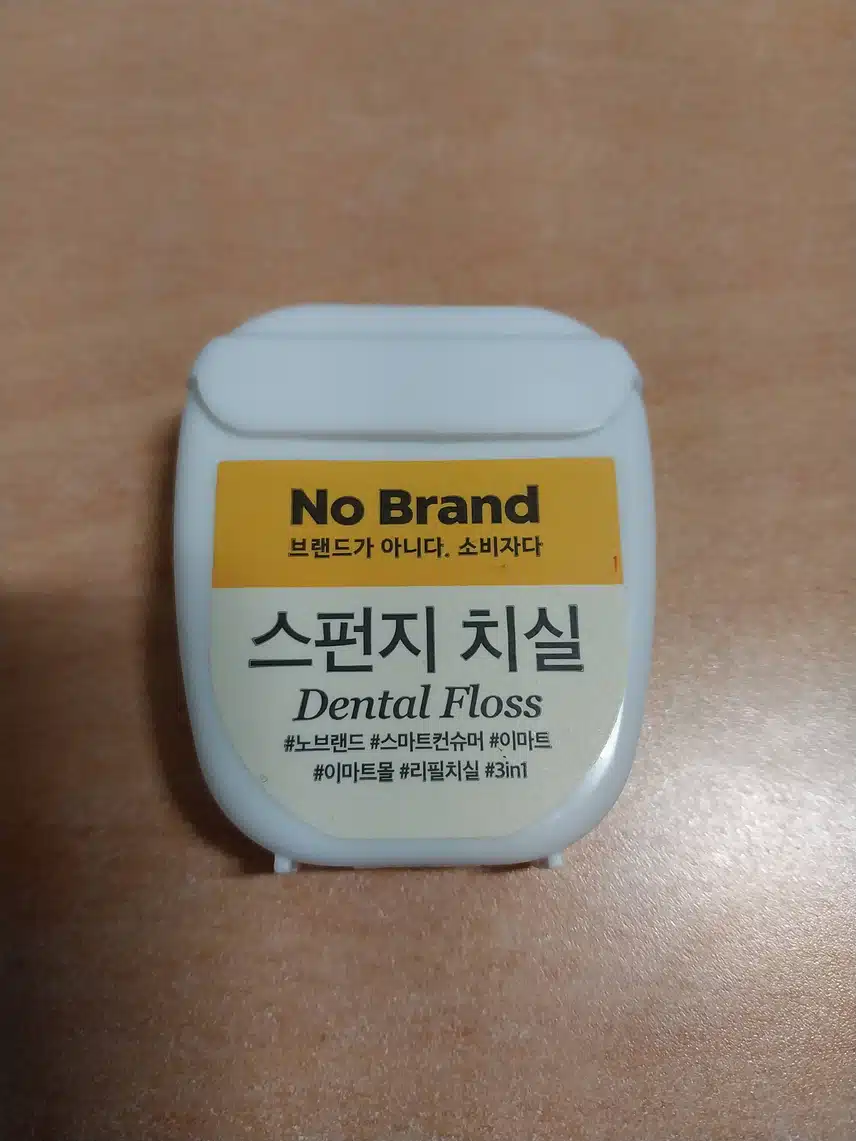 No Brand
브랜드가 아니다. 소비자다
스펀지 치실
Dental Floss
#노브랜드 #스마트컨슈머 #이마트
#이마트몰 #리필치실 #3in1